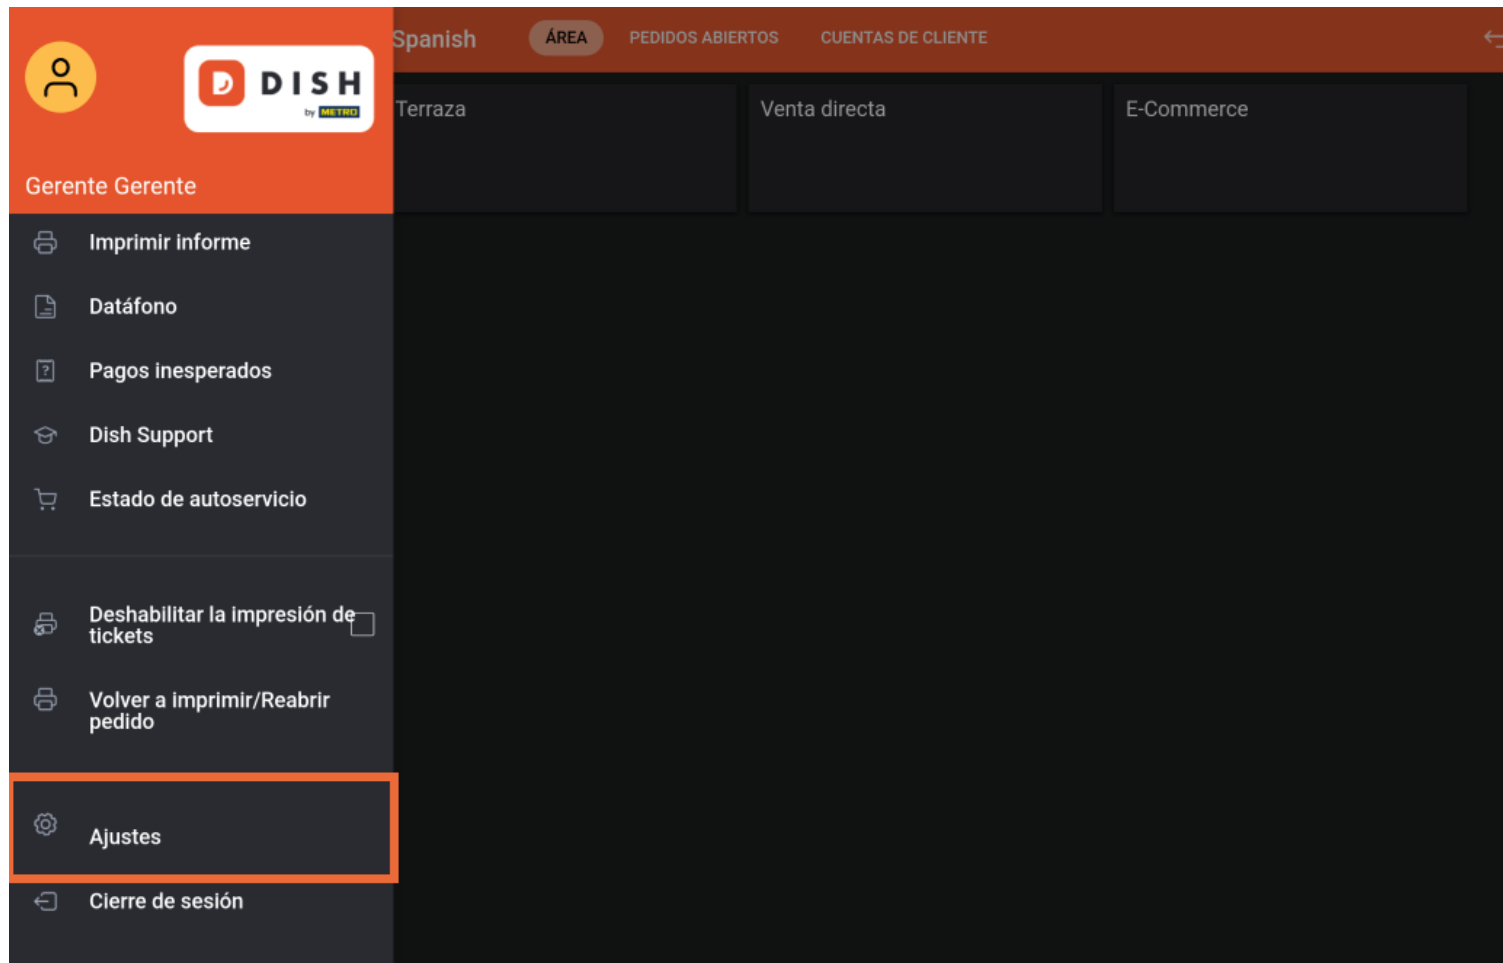 Spanish
ÁREA
PEDIDOS ABIERTOS
CUENTAS DE CLIENTE
DISH
by METRO
Gerente Gerente
Terraza
Venta directa
E-Commerce
Imprimir informe
Datáfono
Pagos inesperados
Dish Support
Estado de autoservicio
Deshabilitar la impresión de
tickets
Volver a imprimir/Reabrir
pedido
Ajustes
Cierre de sesión